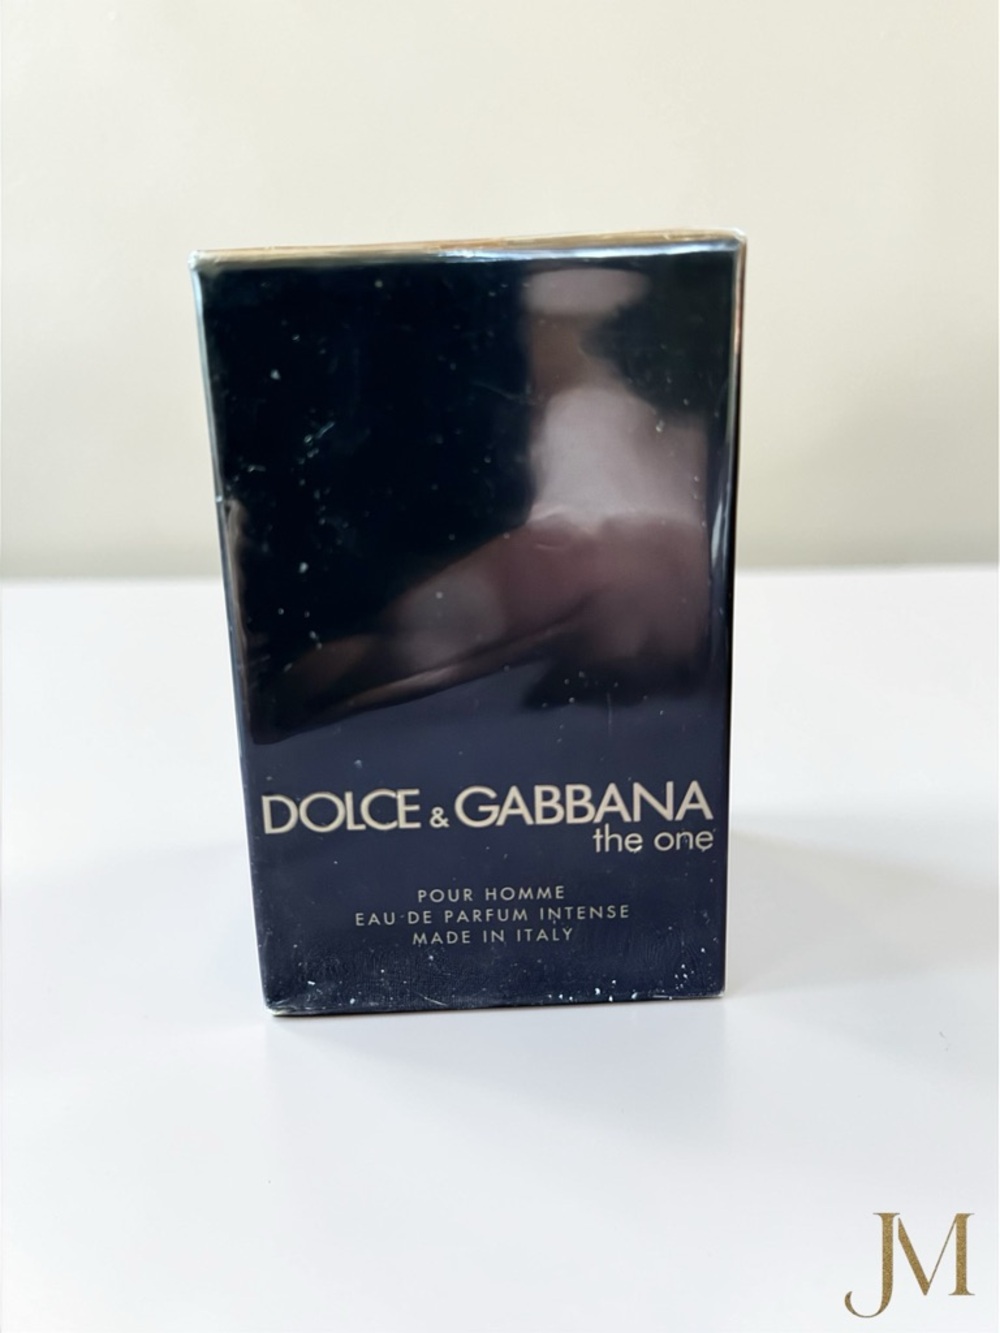 DOLCE & GABBANA
the one
POUR HOMME
EAU DE PARFUM INTENSE
MADE IN ITALY
JM